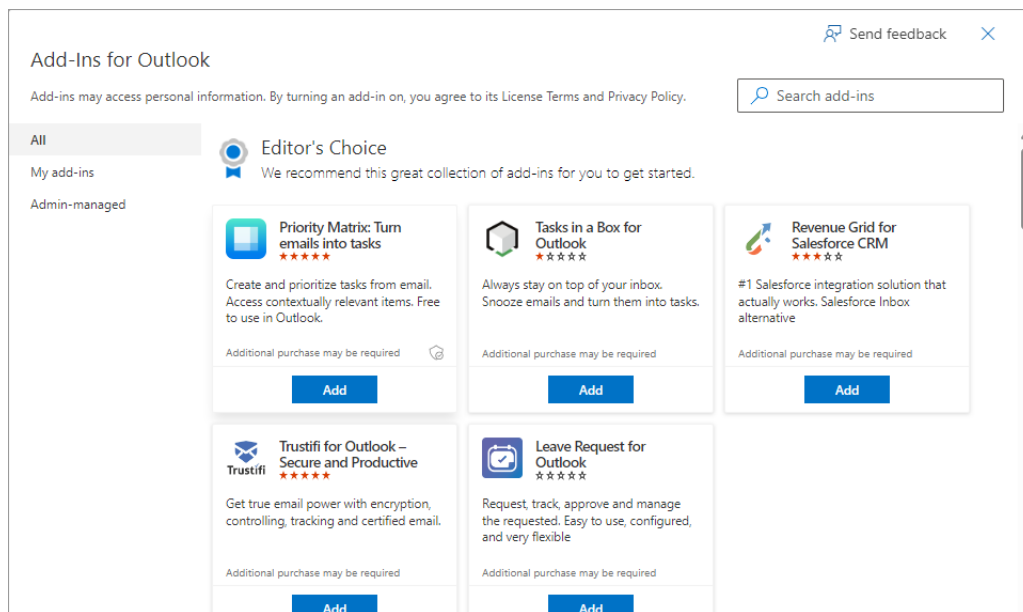 Send feedback
Add-Ins for Outlook
Add-ins may access personal information. By turning an add-in on, you agree to its License Terms and Privacy Policy.
Search add-ins
All
My add-ins
Admin-managed
Editor's Choice
We recommend this great collection of add-ins for you to get started.
Priority Matrix: Turn
emails into tasks
Create and prioritize tasks from email.
Access contextually relevant items. Free
to use in Outlook.
Additional purchase may be required
Add
Tasks in a Box for
Outlook
Always stay on top of your inbox.
Snooze emails and turn them into tasks.
Additional purchase may be required
Add
Revenue Grid for
Salesforce CRM
#1 Salesforce integration solution that
actually works. Salesforce Inbox
alternative
Additional purchase may be required
Add
Trustifi
Trustifi for Outlook –
Secure and Productive
Get true email power with encryption,
controlling, tracking and certified email.
Additional purchase may be required
Add
Leave Request for
Outlook
Request, track, approve and manage
the requested. Easy to use, configured,
and very flexible
Additional purchase may be required
Add